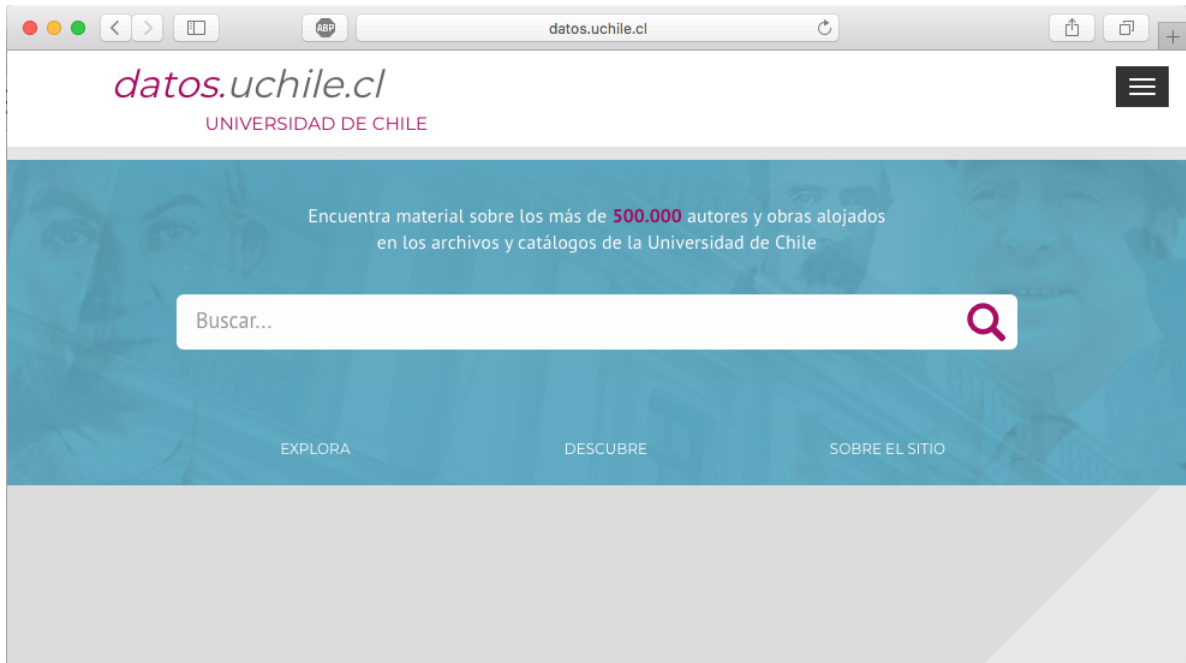 ABP
datos.uchile.cl
datos.uchile.cl
UNIVERSIDAD DE CHILE
Encuentra material sobre los más de 500.000 autores y obras alojados
en los archivos y catálogos de la Universidad de Chile
Buscar...
EXPLORA DESCUBRE SOBRE EL SITIO